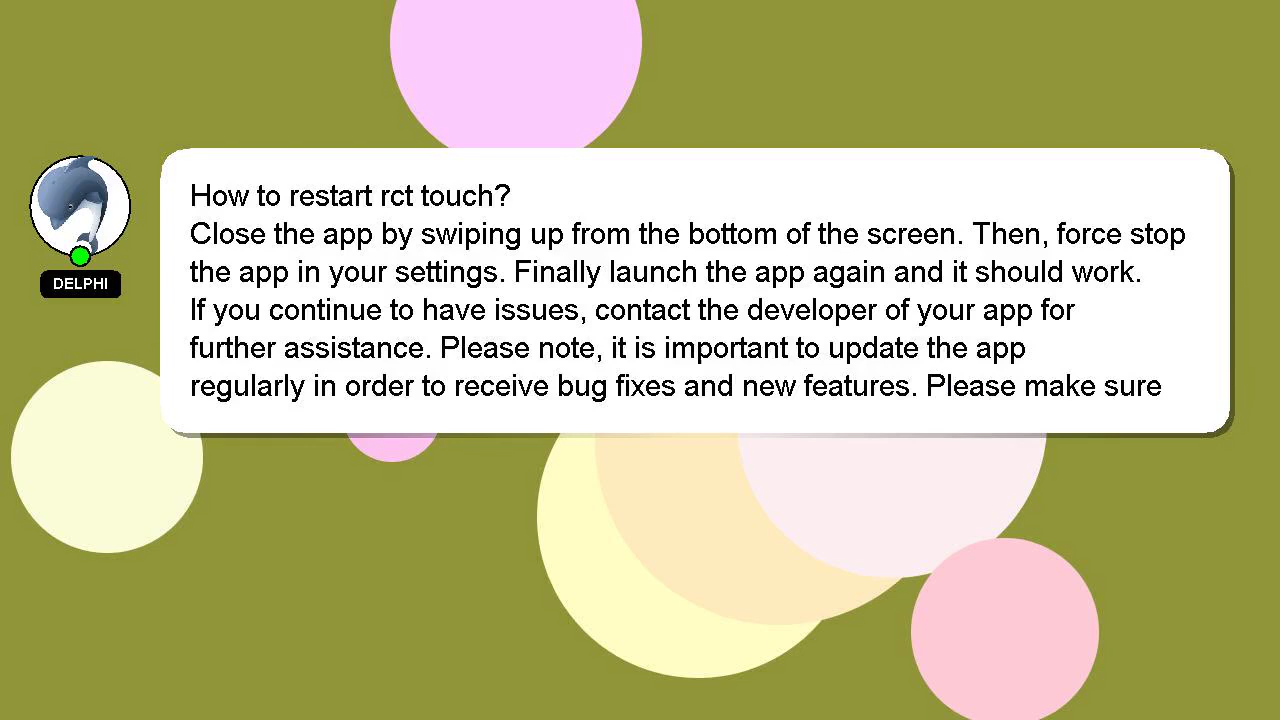 How to restart rct touch?
Close the app by swiping up from the bottom of the screen. Then, force stop
the app in your settings. Finally launch the app again and it should work.
If you continue to have issues, contact the developer of your app for
further assistance. Please note, it is important to update the app
regularly in order to receive bug fixes and new features. Please make sure
DELPHI